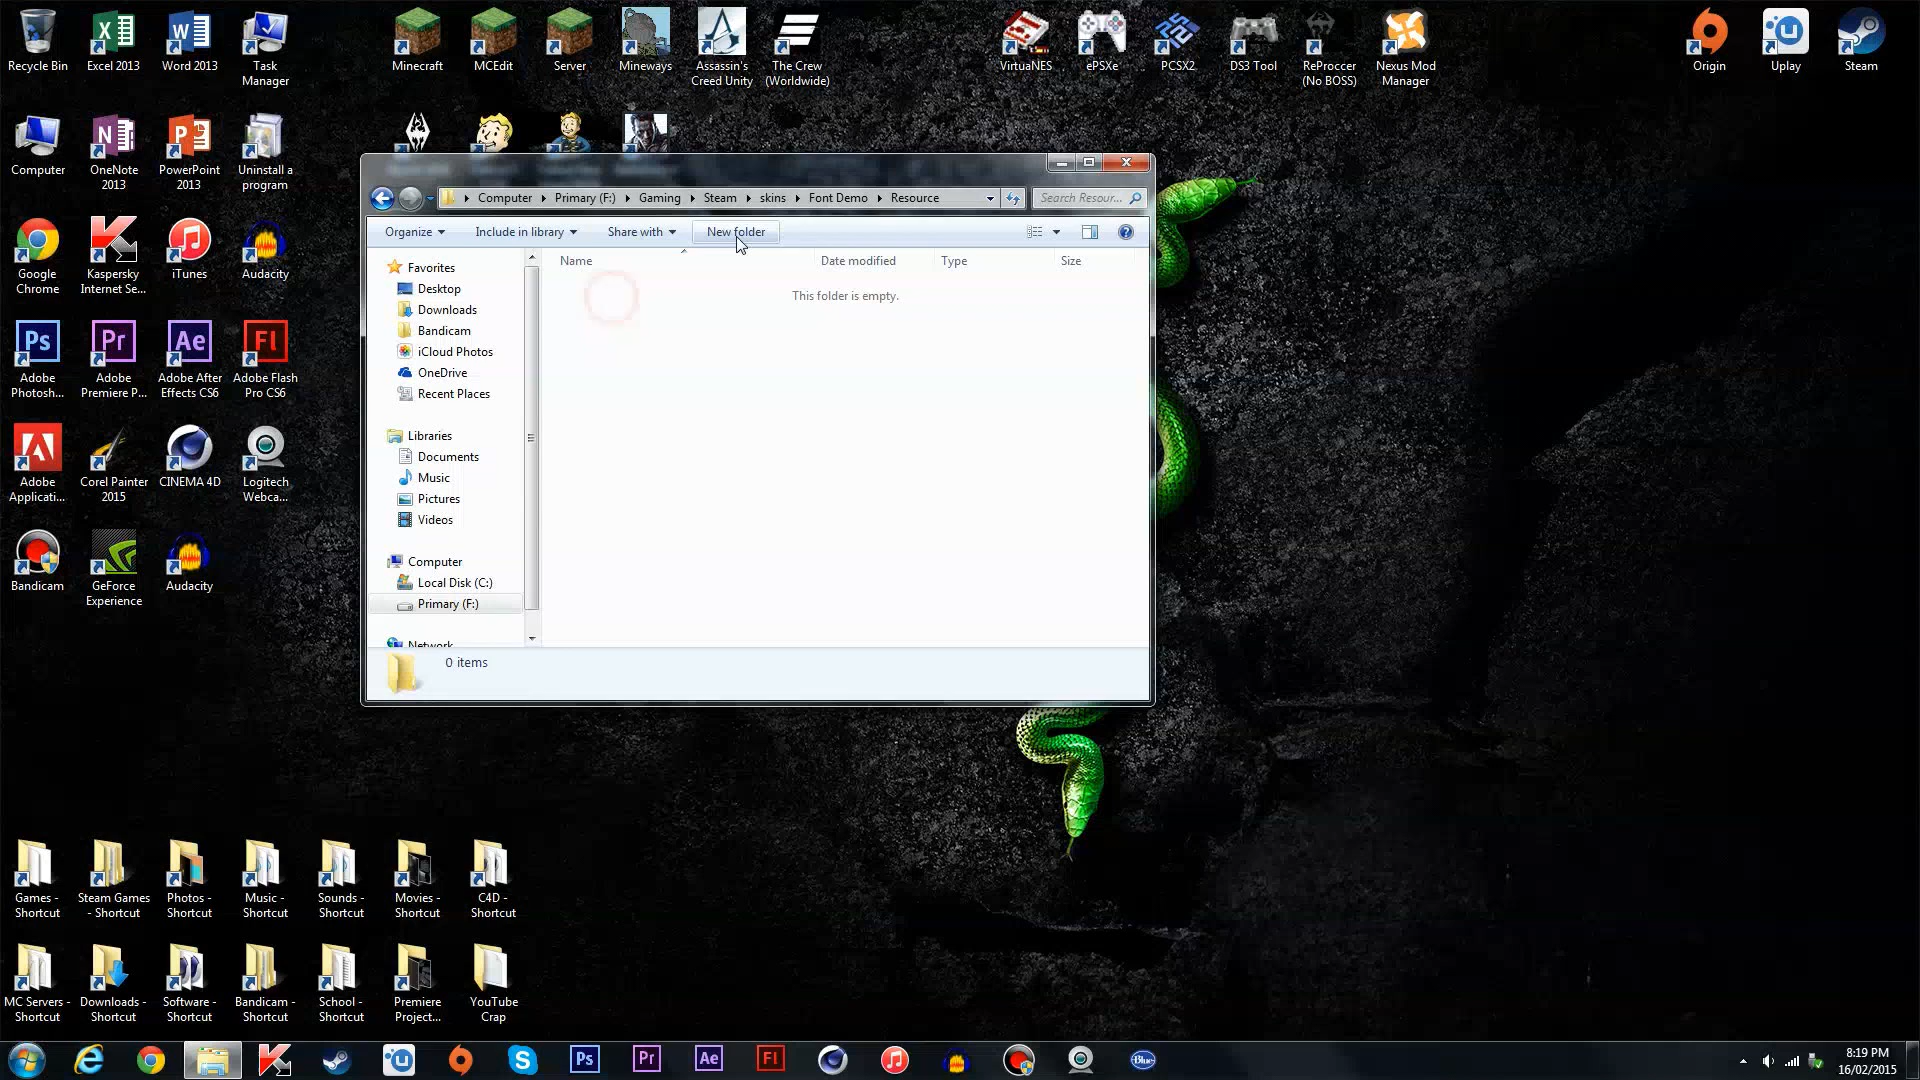 Recycle Bin
Excel 2013
Word 2013
Task
Manager
Minecraft
MCEdit
Server
Mineways
Assassin's
Creed Unity
The Crew
(Worldwide)
VirtuaNES
ePSXe
PCSX2
DS3 Tool
ReProccer
(No BOSS)
Nexus Mod
Manager
Origin
Uplay
Steam
Computer
OneNote
2013
PowerPoint
2013
Uninstall a
program
Google
Chrome
Kaspersky
Internet Se...
iTunes
Audacity
Adobe
Photosh...
Adobe
Premiere P...
Adobe After
Effects CS6
Adobe Flash
Pro CS6
Adobe
Applicati...
Corel Painter
2015
CINEMA 4D
Logitech
Webca...
Bandicam
GeForce
Experience
Audacity
Computer
Primary (F:)
Gaming
Steam
skins
Font Demo
Resource
Search Resour...
Organize
Include in library
Share with
New folder
Name
Date modified
Type
Size
This folder is empty.
Favorites
Desktop
Downloads
Bandicam
iCloud Photos
OneDrive
Recent Places
Libraries
Documents
Music
Pictures
Videos
Computer
Local Disk (C:)
Primary (F:)
Network
0 items
Games -
Shortcut
Steam Games
- Shortcut
Photos -
Shortcut
Music -
Shortcut
Sounds -
Shortcut
Movies -
Shortcut
C4D -
Shortcut
MC Servers -
Shortcut
Downloads -
Shortcut
Software -
Shortcut
Bandicam -
Shortcut
School -
Shortcut
Premiere
Project...
YouTube
Crap
Ps
Pr
Ae
Fl
Blue
8:19 PM
16/02/2015